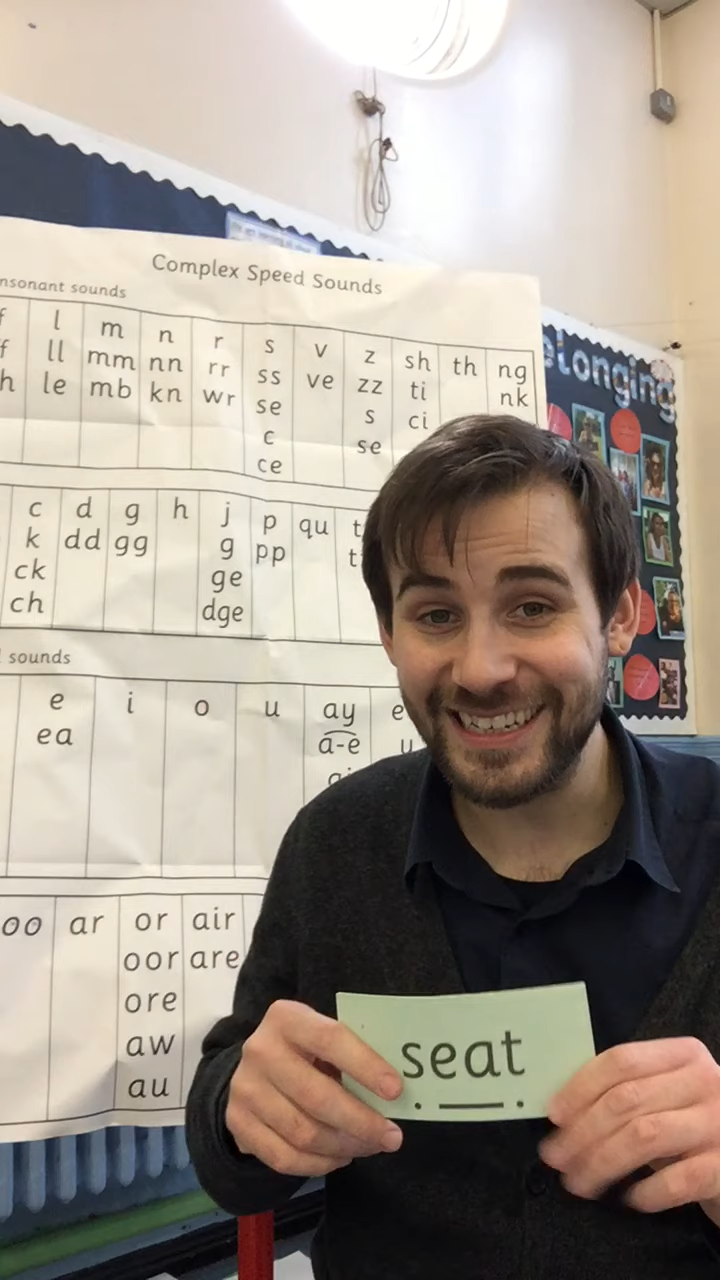 Complex Speed Sounds
nsonant sounds
f l m n r s v z sh th ng
f ll mm nn rr ss ve zz ti nk
h le mb kn wr se s ci
c se
ce
c d g h j p qu t
k dd gg g pp t
ck ge
ch dge
sounds
e i o u ay e
ea a-e
oo ar or air
oor are
ore
aw
au
elonging
seat